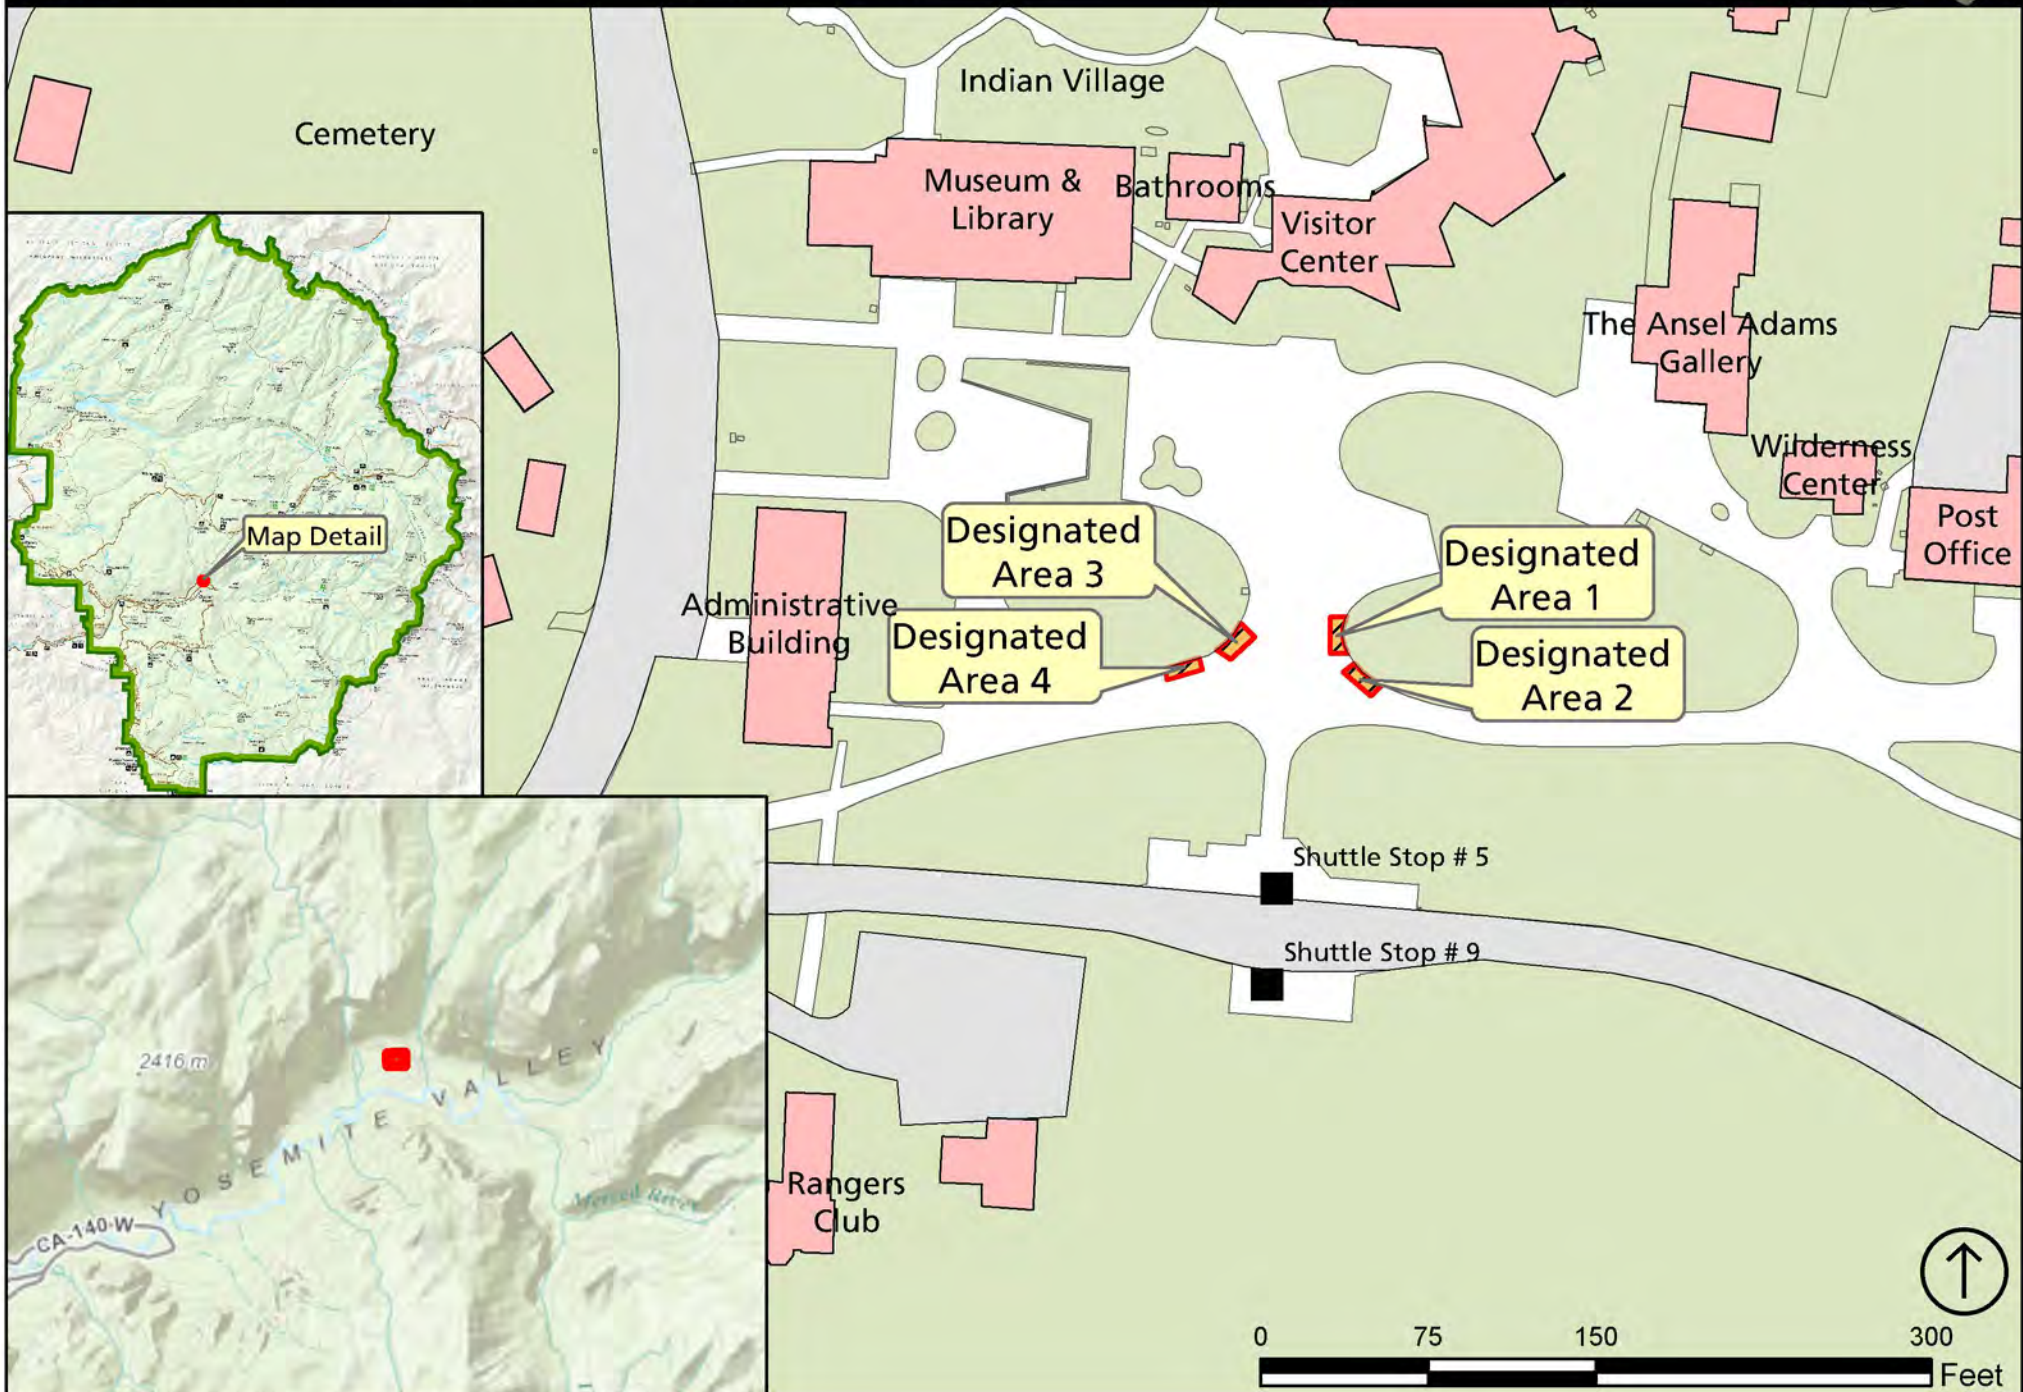 Indian Village
Cemetery
Museum &
Library
Bathrooms
Visitor
Center
The Ansel Adams
Gallery
Wilderness
Center
Post
Office
Map Detail
Designated
Area 3
Designated
Area 1
Administrative
Building
Designated
Area 4
Designated
Area 2
Shuttle Stop # 5
Shuttle Stop # 9
2416 m
YOSEMITE VALLEY
Merced River
CA-140-W
Rangers
Club
0 75 150 300
Feet